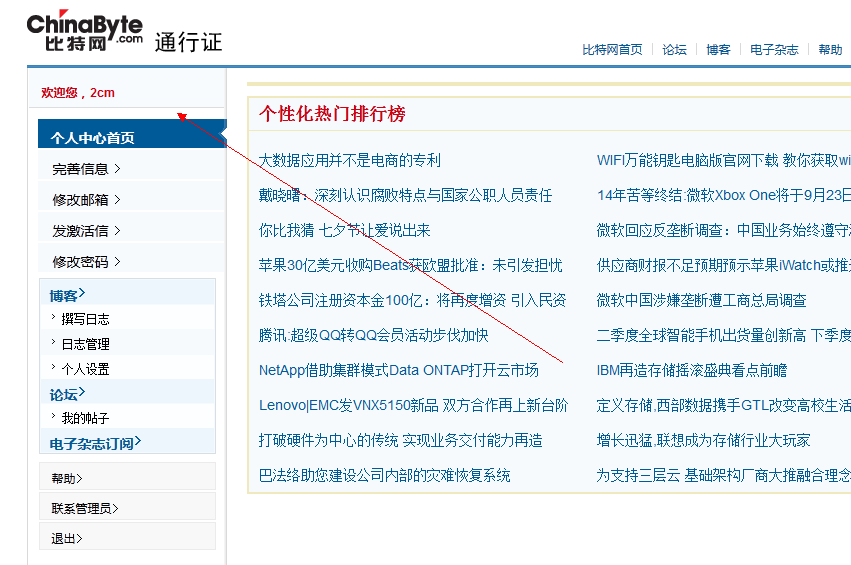 ChinaByte
比特网.com 通行证
比特网首页 论坛 博客 电子杂志 帮助
欢迎您，2cm
个人中心首页
完善信息
修改邮箱
发激活信
修改密码
博客
撰写日志
日志管理
个人设置
论坛
我的帖子
电子杂志订阅
帮助
联系管理员
退出
个性化热门排行榜
大数据应用并不是电商的专利
戴晓曙：深刻认识腐败特点与国家公职人员责任
你比我猜 七夕节让爱说出来
苹果30亿美元收购Beats获欧盟批准：未引发担忧
铁塔公司注册资本金100亿：将再度增资 引入民资
腾讯:超级QQ转QQ会员活动步伐加快
NetApp借助集群模式Data ONTAP打开云市场
Lenovo|EMC发VNX5150新品 双方合作再上新台阶
打破硬件为中心的传统 实现业务交付能力再造
巴法络助您建设公司内部的灾难恢复系统
WIFI万能钥匙电脑版官网下载 教你获取wi
14年苦等终结:微软Xbox One将于9月23日
微软回应反垄断调查：中国业务始终遵守
供应商财报不足预期预示苹果iWatch或推
微软中国涉嫌垄断遭工商总局调查
二季度全球智能手机出货量创新高 下季度
IBM再造存储摇滚盛典看点前瞻
定义存储,西部数据携手GTL改变高校生活
增长迅猛,联想成为存储行业大玩家
为支持三层云 基础架构厂商大推融合理念